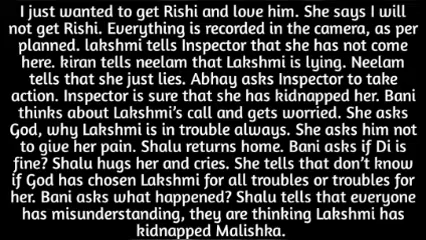 I just wanted to get Rishi and love him. She says I will
not get Rishi. Everything is recorded in the camera, as per
planned. lakshmi tells Inspector that she has not come
here. kiran tells neelam that Lakshmi is lying. Neelam
tells that she just lies. Abhay asks Inspector to take
action. Inspector is sure that she has kidnapped her. Bani
thinks about Lakshmi's call and gets worried. She asks
God, why Lakshmi is in trouble always. She asks him not
to give her pain. Shalu returns home. Bani asks if Di is
fine? Shalu hugs her and cries. She tells that don't know
if God has chosen Lakshmi for all troubles or troubles for
her. Bani asks what happened? Shalu tells that everyone
has misunderstanding, they are thinking Lakshmi has
kidnapped Malishka.